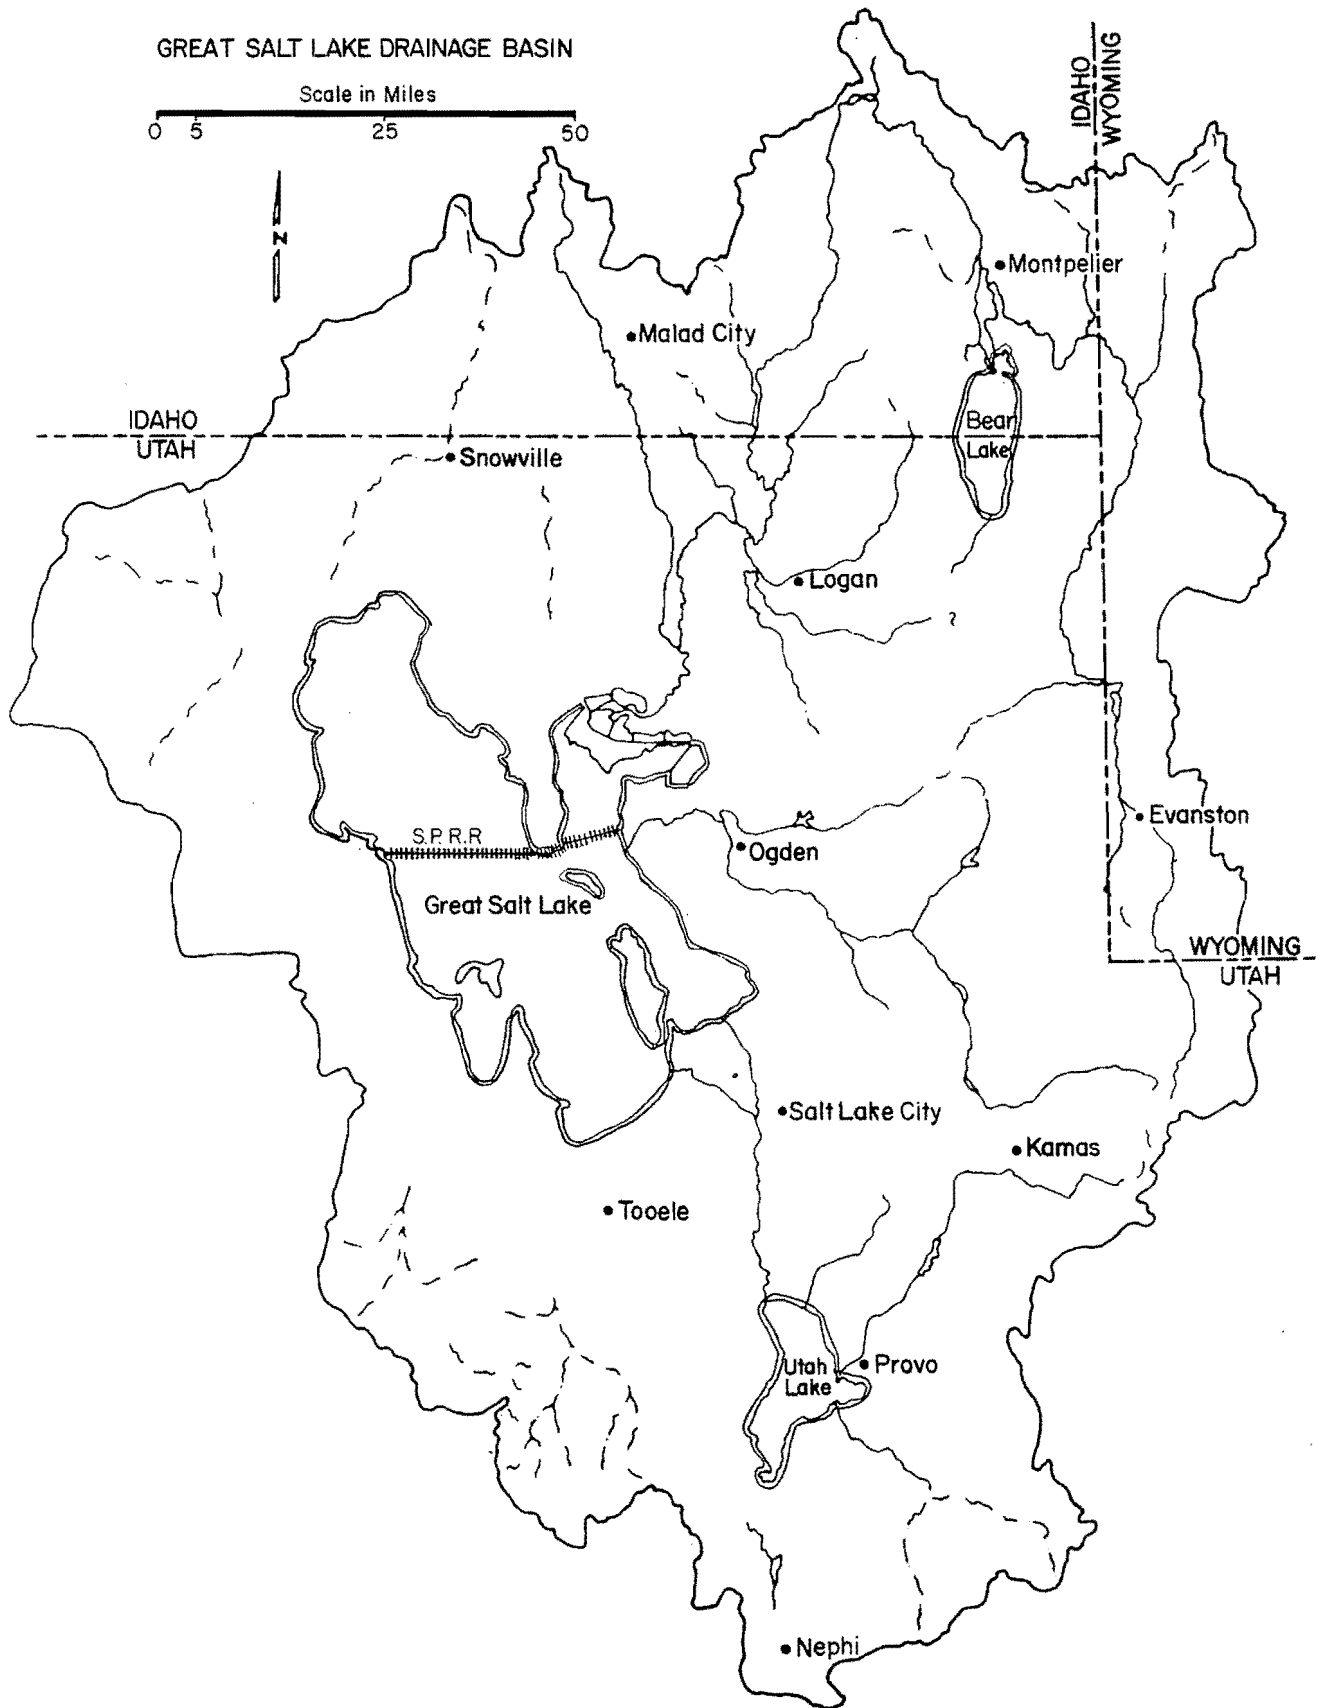 GREAT SALT LAKE DRAINAGE BASIN
Scale in Miles
0 5 25 50
IDAHO
WYOMING
N
Montpelier
Malad City
IDAHO
UTAH
Bear
Lake
Snowville
Logan
S.P.R.R
Evanston
Ogden
Great Salt Lake
WYOMING
UTAH
Salt Lake City
Kamas
Tooele
Utah
Lake
Provo
Nephi